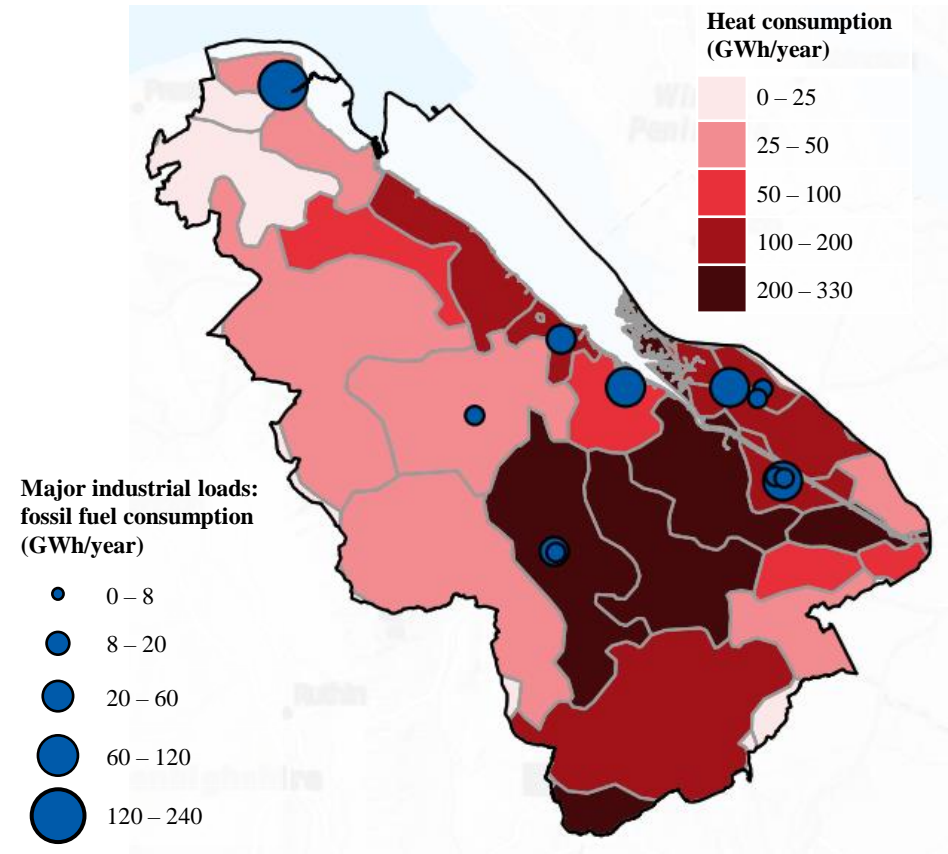 Heat consumption
(GWh/year)
0 – 25
25 – 50
50 – 100
100 – 200
200 – 330
Major industrial loads:
fossil fuel consumption
(GWh/year)
0 – 8
8 – 20
20 – 60
60 – 120
120 – 240
Ruthin